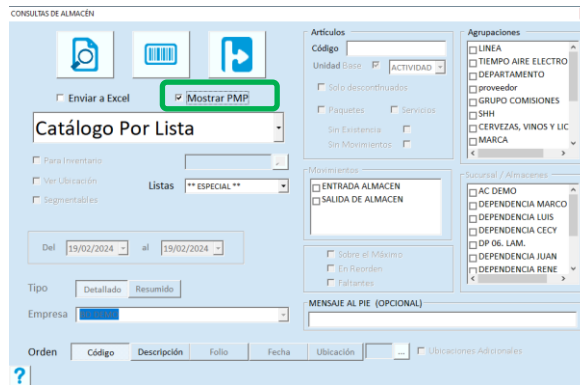 CONSULTAS DE ALMACÉN
Enviar a Excel
Mostrar PMP
Catálogo Por Lista
Para Inventario
...
Ver Ubicación
Segmentables
Listas
** ESPECIAL **
Del
19/02/2024
al
19/02/2024
Tipo
Detallado
Resumido
Empresa
Orden
Código
Descripción
Folio
Fecha
Ubicación
...
Ubicaciones Adicionales
?
Artículos
Código
Unidad Base
ACTIVIDAD
Solo descontinuados
Paquetes
Servicios
Sin Existencia
Sin Movimientos
Movimientos
ENTRADA ALMACEN
SALIDA DE ALMACEN
Sobre el Máximo
En Reorden
Faltantes
MENSAJE AL PIE (OPCIONAL)
Agrupaciones
LINEA
TIEMPO AIRE ELECTRO
DEPARTAMENTO
proveedor
GRUPO COMISIONES
SHH
CERVEZAS, VINOS Y LIC
MARCA
Sucursal / Almacenes
AC DEMO
DEPENDENCIA MARCO
DEPENDENCIA LUIS
DEPENDENCIA CECY
DP 06. LAM.
DEPENDENCIA JUAN
DEPENDENCIA RENE